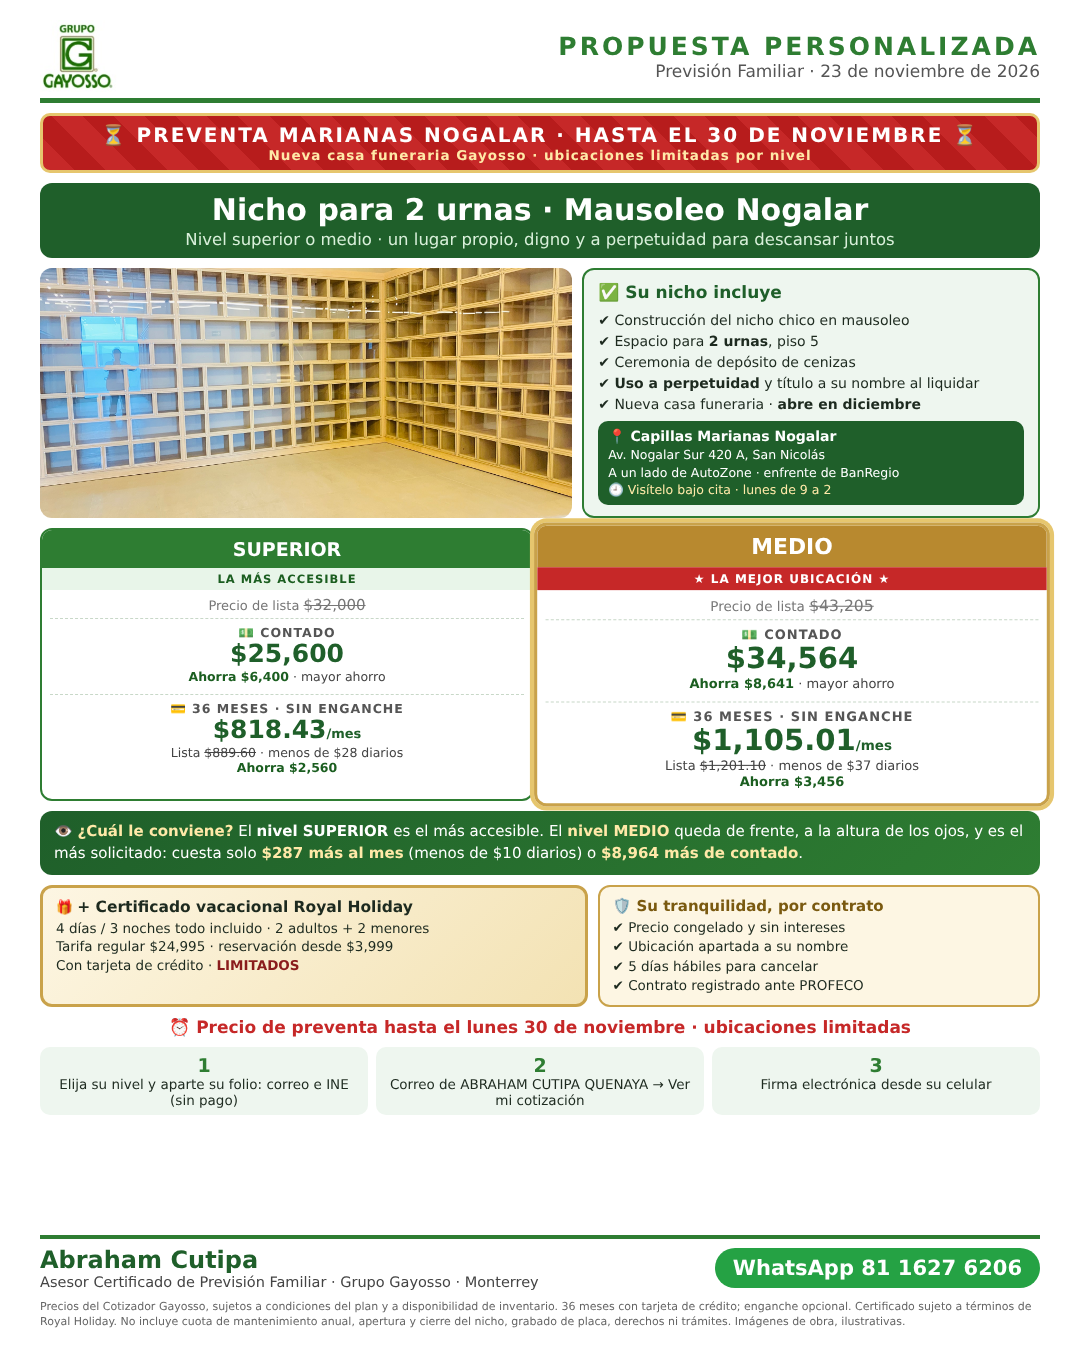 GRUPO
GAYOSSO
PROPUESTA PERSONALIZADA
Previsión Familiar · 23 de noviembre de 2026
⏳ PREVENTA MARIANAS NOGALAR · HASTA EL 30 DE NOVIEMBRE ⏳
Nueva casa funeraria Gayosso · ubicaciones limitadas por nivel
Nicho para 2 urnas · Mausoleo Nogalar
Nivel superior o medio · un lugar propio, digno y a perpetuidad para descansar juntos
✅ Su nicho incluye
✔ Construcción del nicho chico en mausoleo
✔ Espacio para 2 urnas, piso 5
✔ Ceremonia de depósito de cenizas
✔ Uso a perpetuidad y título a su nombre al liquidar
✔ Nueva casa funeraria · abre en diciembre
📍 Capillas Marianas Nogalar
Av. Nogalar Sur 420 A, San Nicolás
A un lado de AutoZone · enfrente de BanRegio
🕘 Visítelo bajo cita · lunes de 9 a 2
SUPERIOR
LA MÁS ACCESIBLE
Precio de lista $32,000
💵 CONTADO
$25,600
Ahorra $6,400 · mayor ahorro
💳 36 MESES · SIN ENGANCHE
$818.43/mes
Lista $889.60 · menos de $28 diarios
Ahorra $2,560
MEDIO
★ LA MEJOR UBICACIÓN ★
Precio de lista $43,205
💵 CONTADO
$34,564
Ahorra $8,641 · mayor ahorro
💳 36 MESES · SIN ENGANCHE
$1,105.01/mes
Lista $1,201.10 · menos de $37 diarios
Ahorra $3,456
👁️ ¿Cuál le conviene? El nivel SUPERIOR es el más accesible. El nivel MEDIO queda de frente, a la altura de los ojos, y es el
más solicitado: cuesta solo $287 más al mes (menos de $10 diarios) o $8,964 más de contado.
🎁 + Certificado vacacional Royal Holiday
4 días / 3 noches todo incluido · 2 adultos + 2 menores
Tarifa regular $24,995 · reservación desde $3,999
Con tarjeta de crédito · LIMITADOS
🛡️ Su tranquilidad, por contrato
✔ Precio congelado y sin intereses
✔ Ubicación apartada a su nombre
✔ 5 días hábiles para cancelar
✔ Contrato registrado ante PROFECO
⏰ Precio de preventa hasta el lunes 30 de noviembre · ubicaciones limitadas
1
Elija su nivel y aparte su folio: correo e INE
(sin pago)
2
Correo de ABRAHAM CUTIPA QUENAYA → Ver
mi cotización
3
Firma electrónica desde su celular
Abraham Cutipa
Asesor Certificado de Previsión Familiar · Grupo Gayosso · Monterrey
WhatsApp 81 1627 6206
Precios del Cotizador Gayosso, sujetos a condiciones del plan y a disponibilidad de inventario. 36 meses con tarjeta de crédito; enganche opcional. Certificado sujeto a términos de
Royal Holiday. No incluye cuota de mantenimiento anual, apertura y cierre del nicho, grabado de placa, derechos ni trámites. Imágenes de obra, ilustrativas.